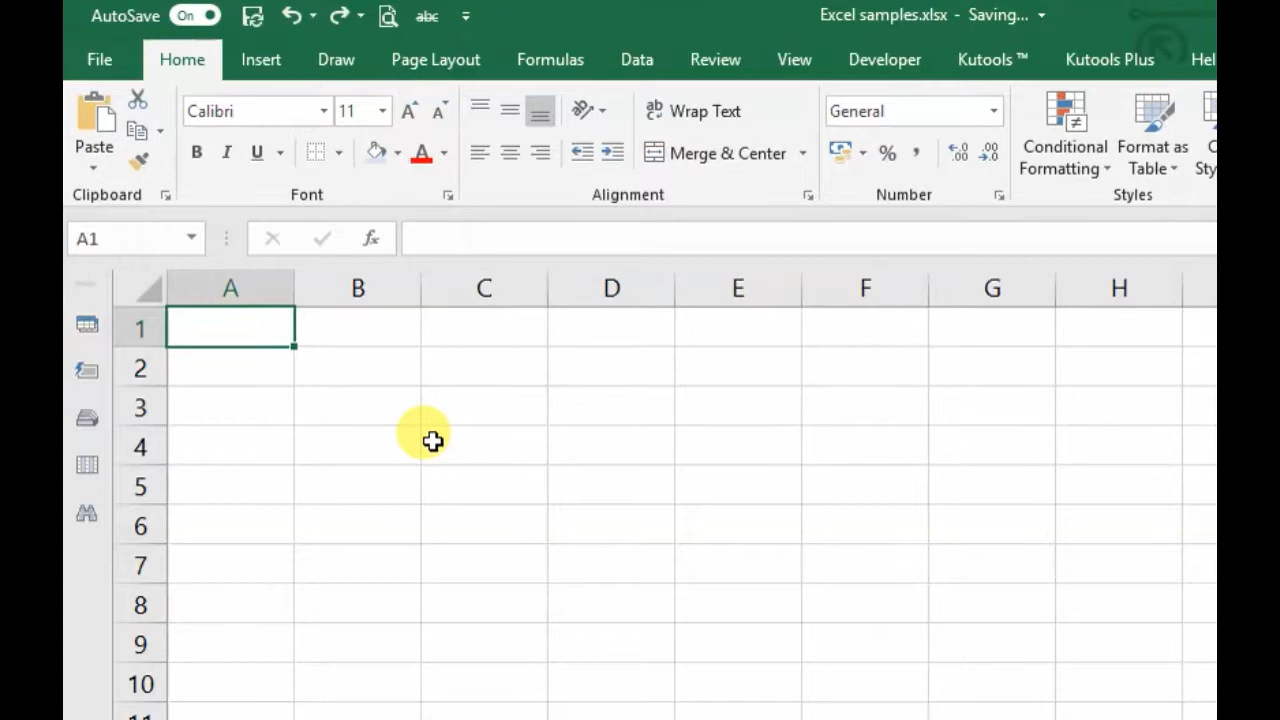 AutoSave On abc Excel samples.xlsx - Saving...
File Home Insert Draw Page Layout Formulas Data Review View Developer Kutools ™ Kutools Plus
Calibri 11 A A ab Wrap Text General
Paste B I U A Merge & Center % , Conditional Formatting Format as Table
Clipboard Font Alignment Number Styles
A1 fx
A B C D E F G H
1
2
3
4
5
6
7
8
9
10